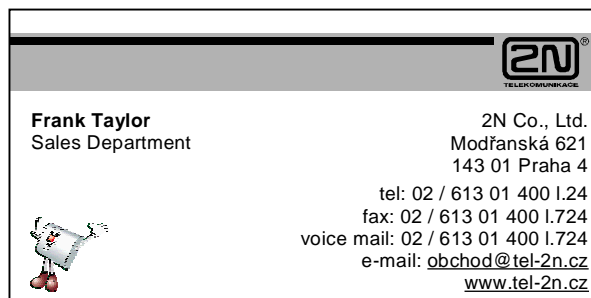 2N®
TELEKOMUNIKACE
Frank Taylor
Sales Department
2N Co., Ltd.
Modřanská 621
143 01 Praha 4
tel: 02 / 613 01 400 l.24
fax: 02 / 613 01 400 l.724
voice mail: 02 / 613 01 400 l.724
e-mail: obchod@tel-2n.cz
www.tel-2n.cz